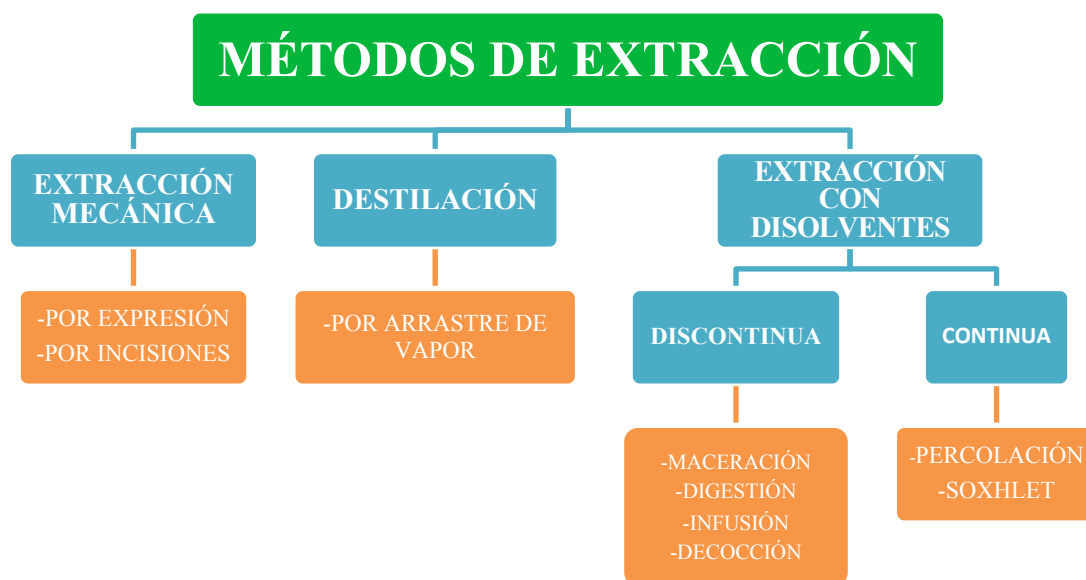 MÉTODOS DE EXTRACCIÓN
EXTRACCIÓN
MECÁNICA
-POR EXPRESIÓN
-POR INCISIONES
DESTILACIÓN
-POR ARRASTRE DE
VAPOR
EXTRACCIÓN
CON
DISOLVENTES
DISCONTINUA
-MACERACIÓN
-DIGESTIÓN
-INFUSIÓN
-DECOCCIÓN
CONTINUA
-PERCOLACIÓN
-SOXHLET